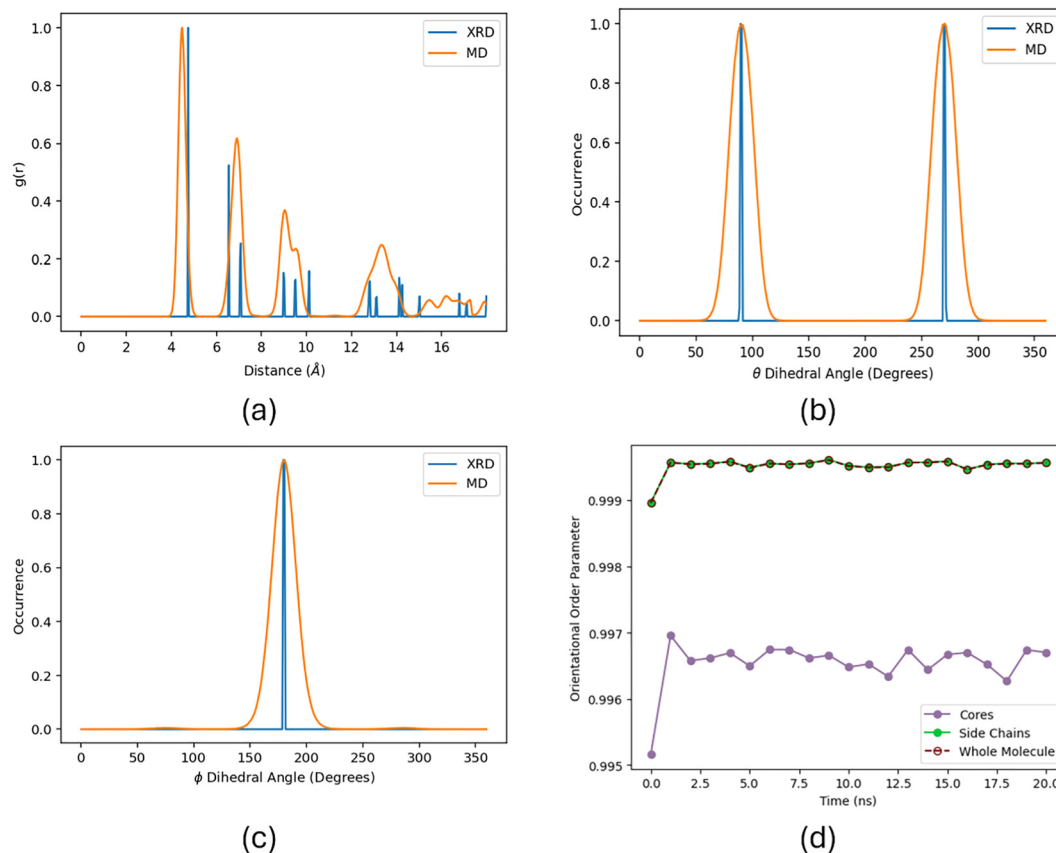 XRD
MD
1.0
0.8
0.6
0.4
0.2
0.0
g(r)
0 2 4 6 8 10 12 14 16
Distance (Å)
(a)
XRD
MD
1.0
0.8
0.6
0.4
0.2
0.0
Occurrence
0 50 100 150 200 250 300 350
θ Dihedral Angle (Degrees)
(b)
XRD
MD
1.0
0.8
0.6
0.4
0.2
0.0
Occurrence
0 50 100 150 200 250 300 350
ϕ Dihedral Angle (Degrees)
(c)
0.999
0.998
0.997
0.996
0.995
Orientational Order Parameter
Cores
Side Chains
Whole Molecule
0.0 2.5 5.0 7.5 10.0 12.5 15.0 17.5 20.0
Time (ns)
(d)